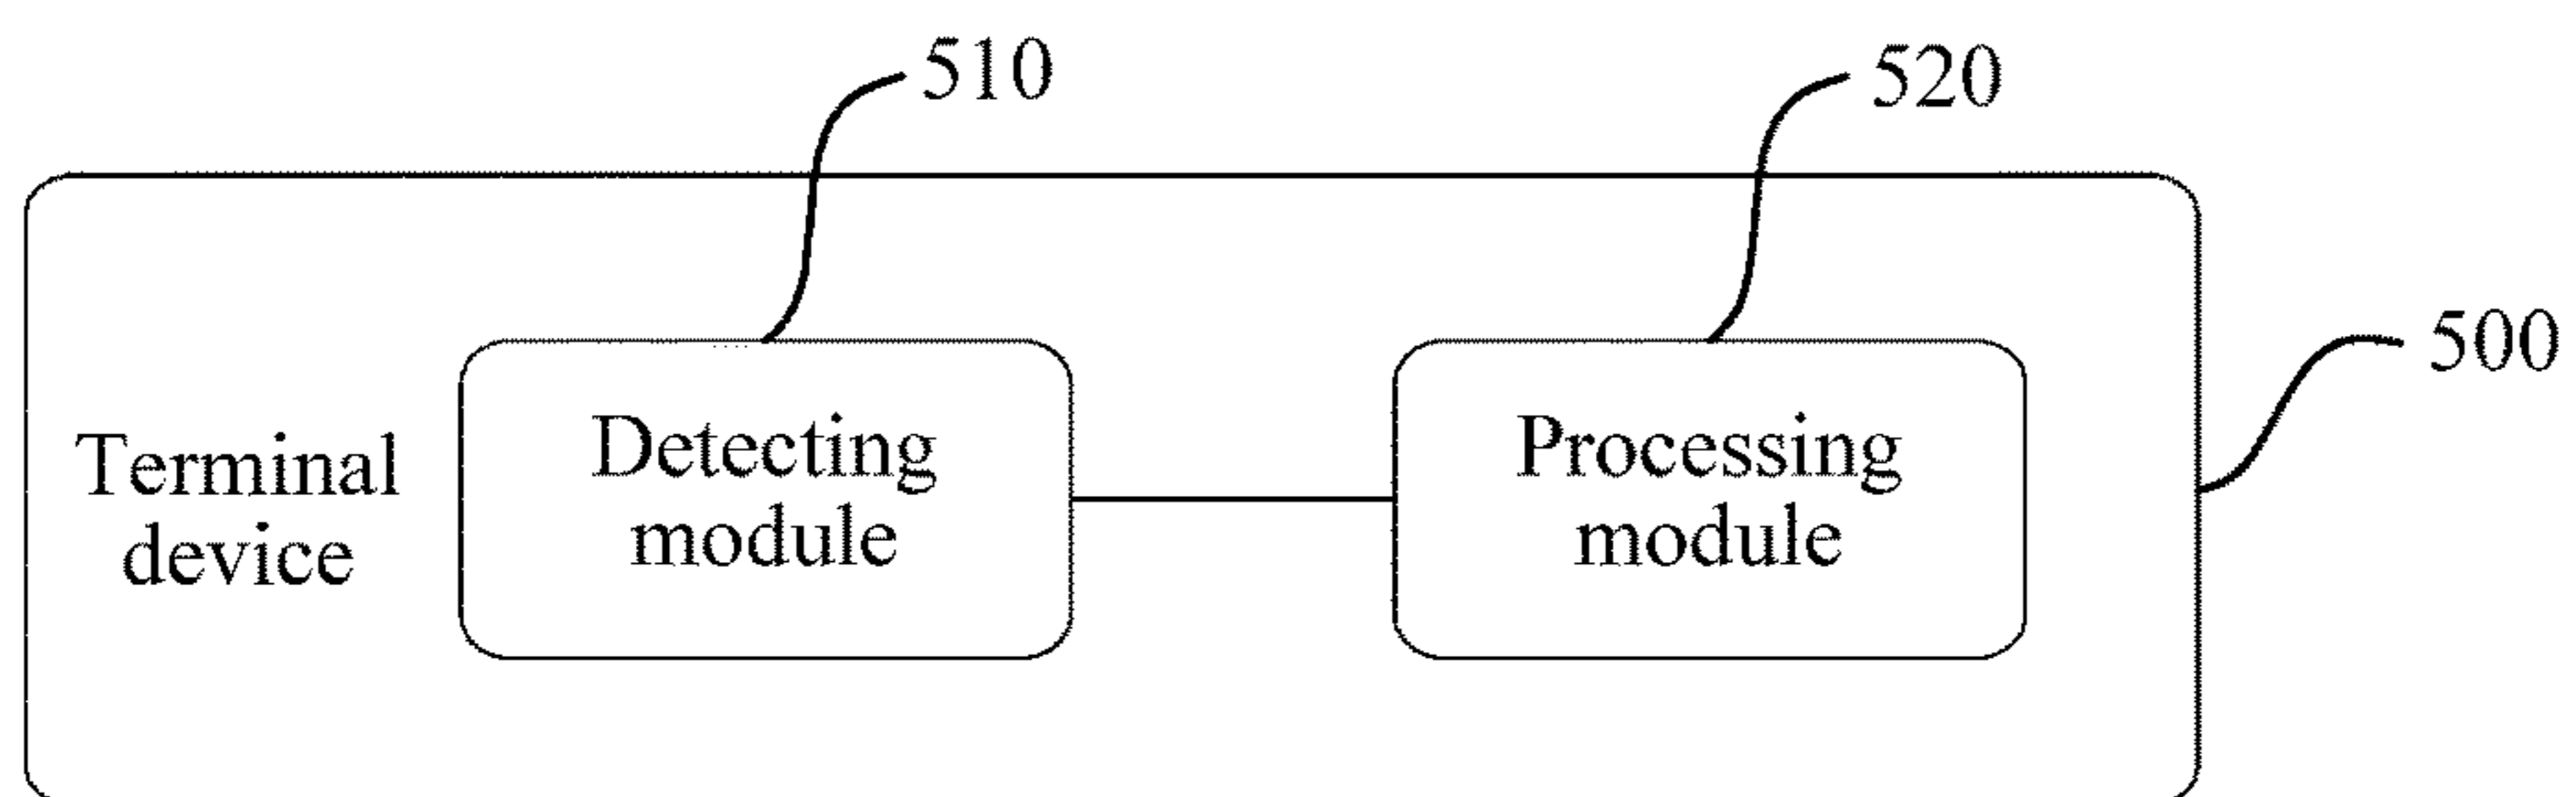 510
520
500
Terminal
device
Detecting
module
Processing
module